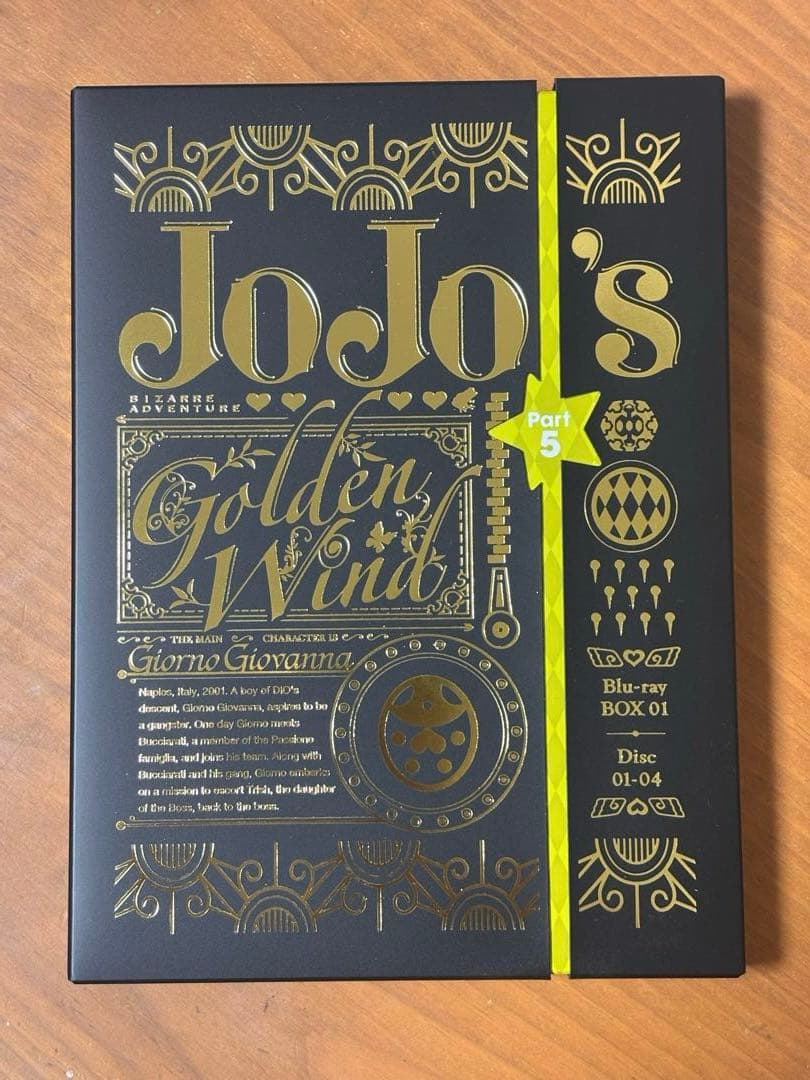 JoJo's
BIZARRE
ADVENTURE
Golden
Wind
Part
5
THE MAIN CHARACTER IS
Giorno Giovanna
Naples, Italy, 2001. A boy of DIO's
descent, Giorno Giovanna, aspires to be
a gangster. One day Giorno meets
Bucciarati, a member of the Passione
famiglia, and joins his team. Along with
Bucciarati and his gang, Giorno embarks
on a mission to escort Trish, the daughter
of the Boss, back to the boss.
Blu-ray
BOX 01
Disc
01-04